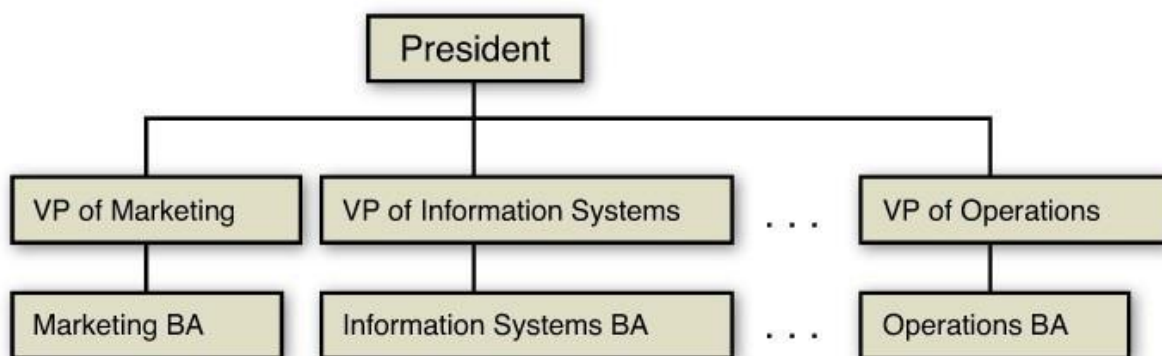 President
VP of Marketing
VP of Information Systems
. . .
VP of Operations
Marketing BA
Information Systems BA
. . .
Operations BA